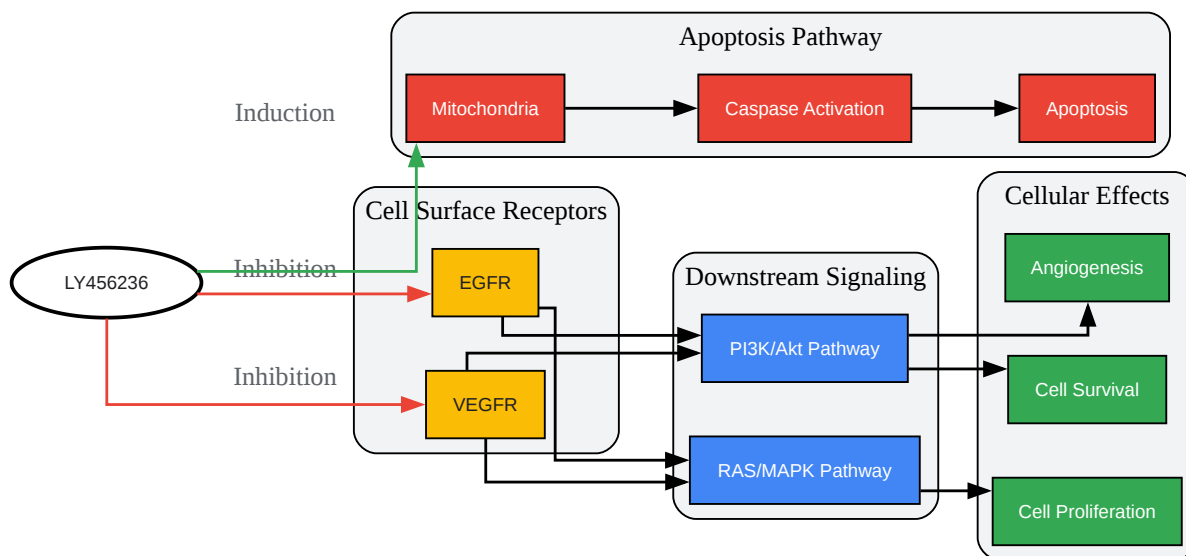 Apoptosis Pathway
Induction
Mitochondria
Caspase Activation
Apoptosis
Cell Surface Receptors
Cellular Effects
LY456236
Inhibition
EGFR
Downstream Signaling
Angiogenesis
PI3K/Akt Pathway
Inhibition
VEGFR
Cell Survival
RAS/MAPK Pathway
Cell Proliferation